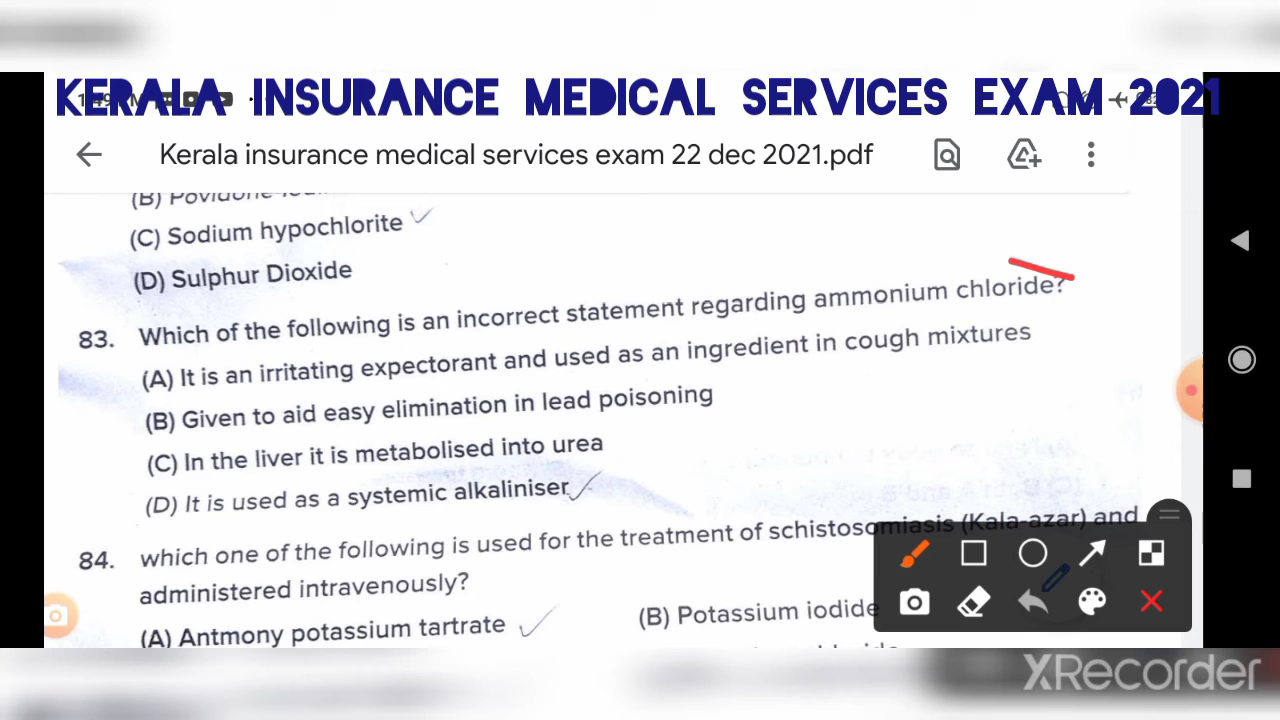 KERALA INSURANCE MEDICAL SERVICES EXAM 2021
Kerala insurance medical services exam 22 dec 2021.pdf
(B) Povidone
(C) Sodium hypochlorite
(D) Sulphur Dioxide
83. Which of the following is an incorrect statement regarding ammonium chloride?
(A) It is an irritating expectorant and used as an ingredient in cough mixtures
(B) Given to aid easy elimination in lead poisoning
(C) In the liver it is metabolised into urea
(D) It is used as a systemic alkaliniser
84. which one of the following is used for the treatment of schistosomiasis (Kala-azar) and
administered intravenously?
(A) Antmony potassium tartrate
(B) Potassium iodide
XRecorder